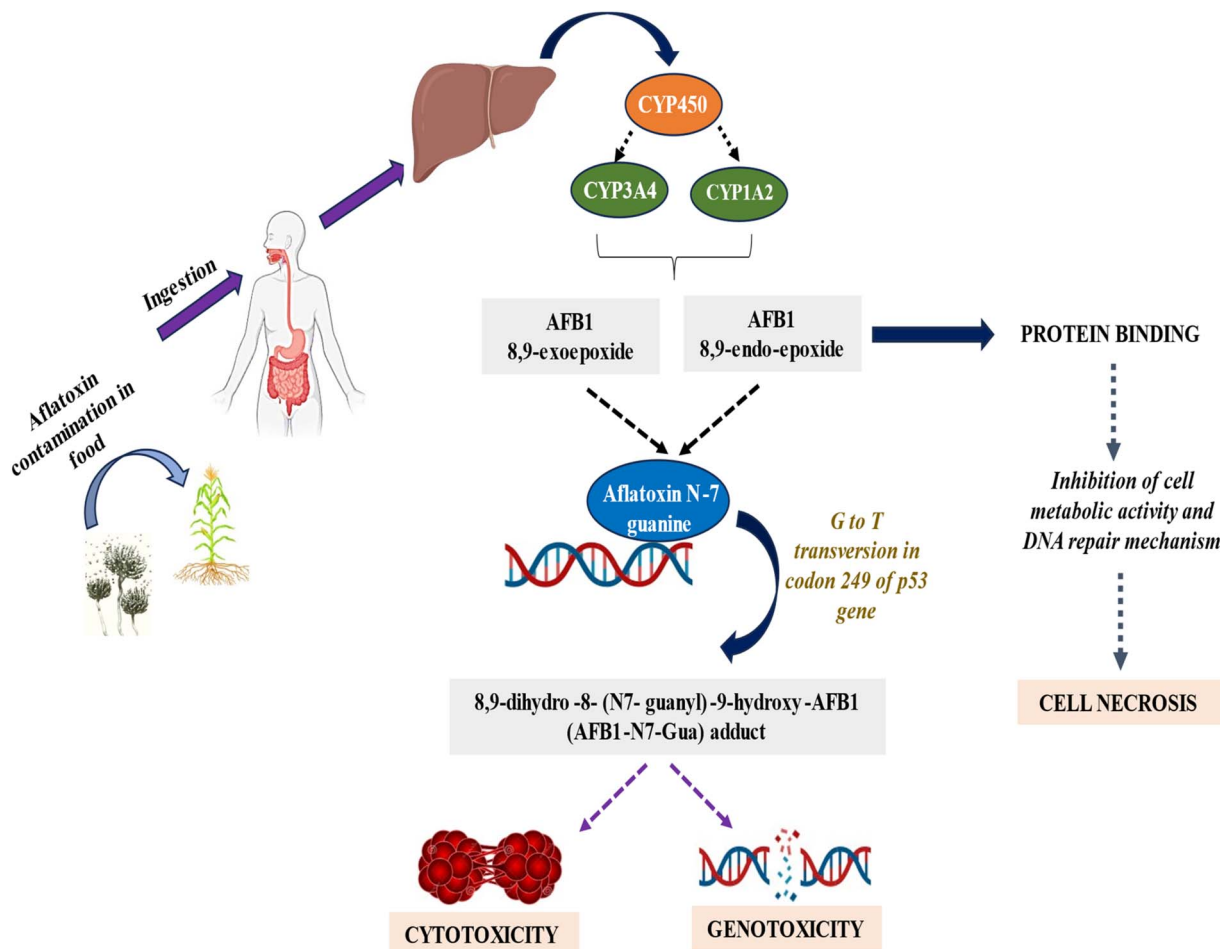 CYP450
CYP3A4
CYP1A2
Ingestion
Aflatoxin
contamination in
food
AFB1
8,9-exoepoxide
AFB1
8,9-endo-epoxide
PROTEIN BINDING
Aflatoxin N-7
guanine
G to T
transversion in
codon 249 of p53
gene
Inhibition of cell
metabolic activity and
DNA repair mechanism
8,9-dihydro -8- (N7- guanyl) -9-hydroxy -AFB1
(AFB1-N7-Gua) adduct
CELL NECROSIS
CYTOTOXICITY
GENOTOXICITY